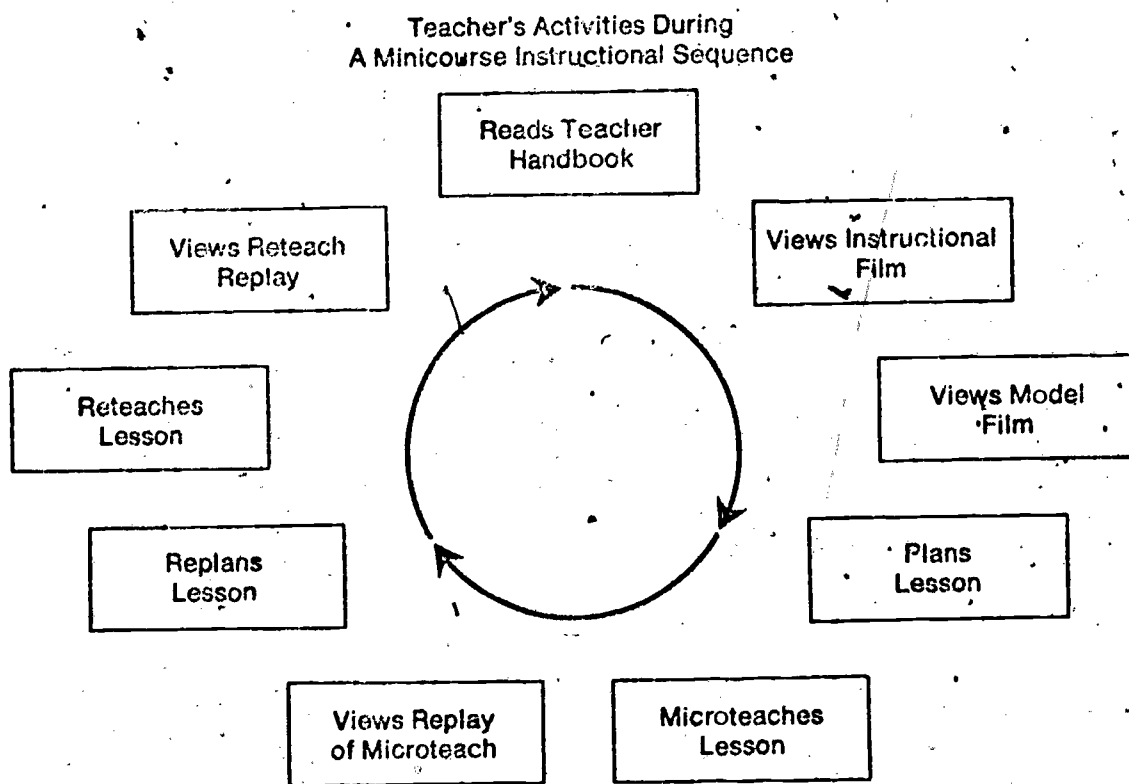 Teacher's Activities During
A Minicourse Instructional Sequence
Reads Teacher
Handbook
Views Instructional
Film
Views Model
Film
Plans
Lesson
Microteaches
Lesson
Views Replay
of Microteach
Replans
Lesson
Reteaches
Lesson
Views Reteach
Replay